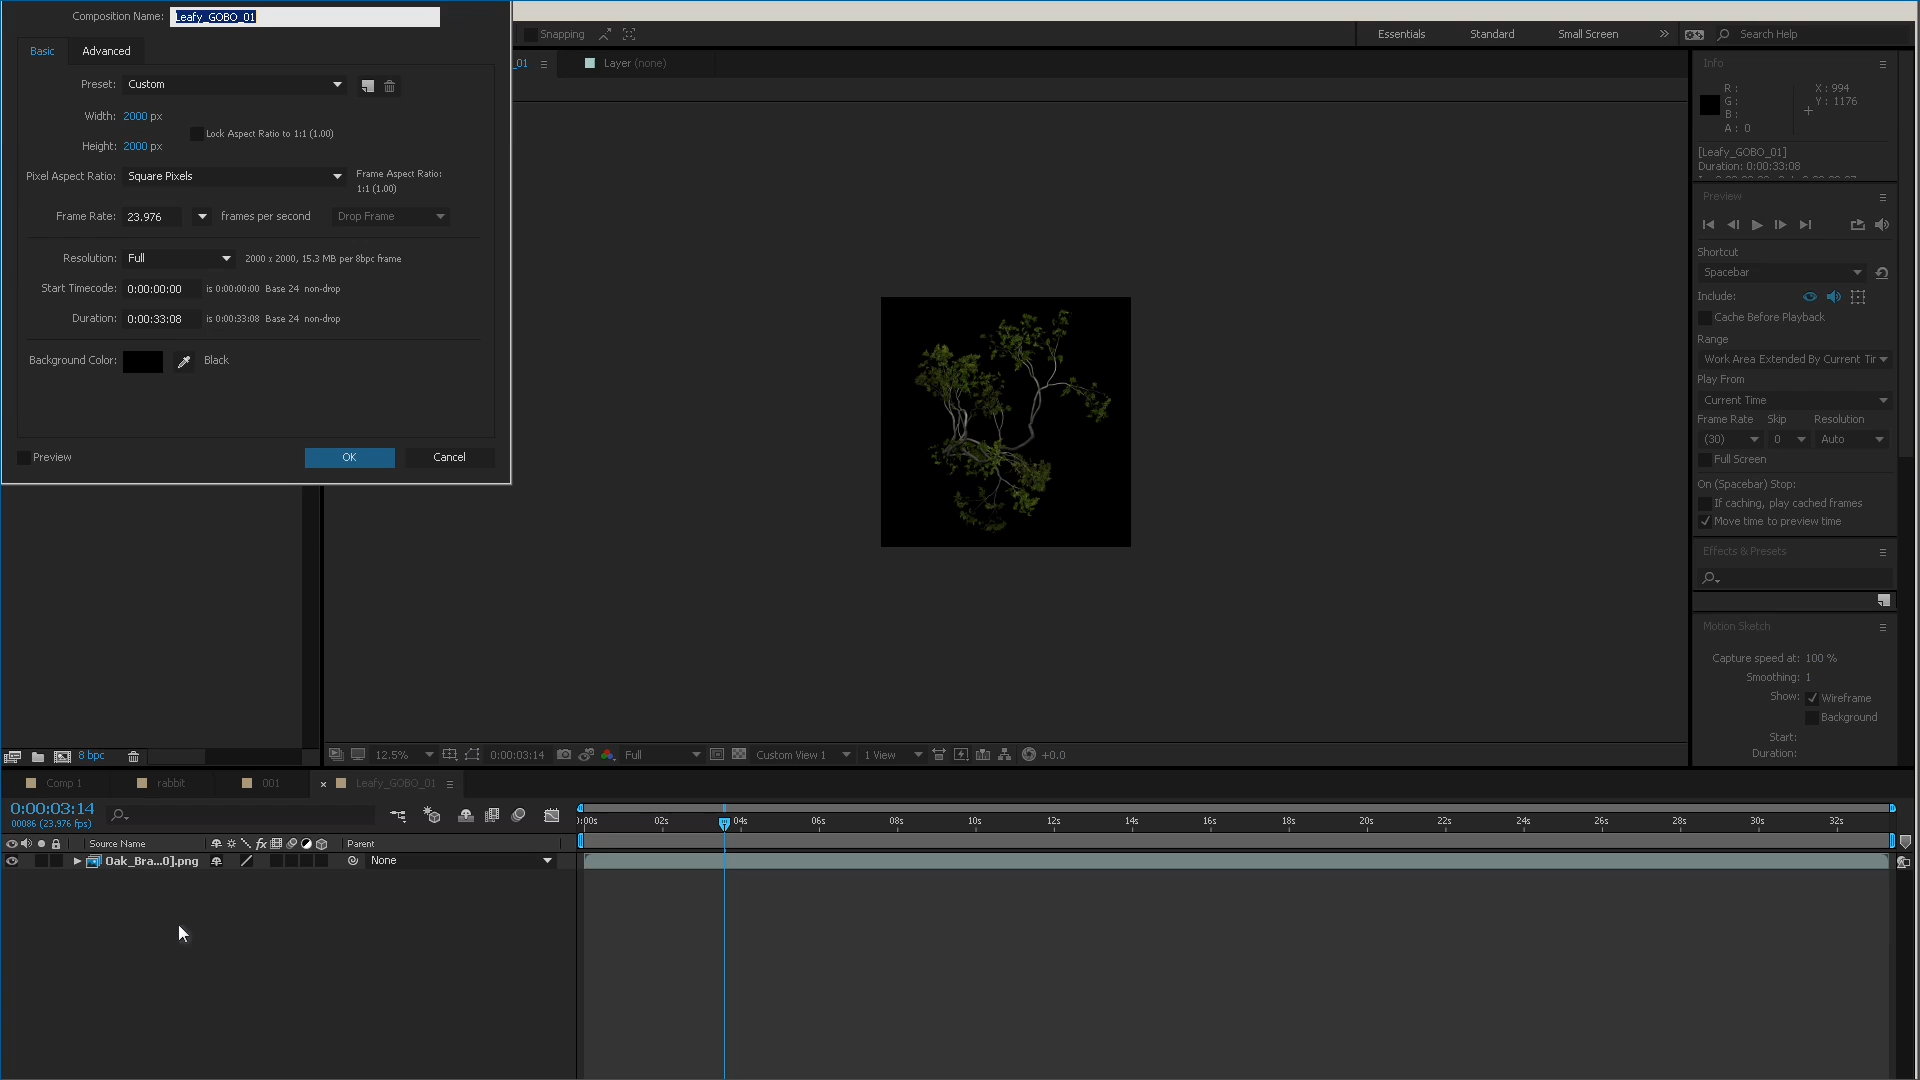 Composition Name: Leafy_GOBO_01
Basic Advanced
Preset: Custom
Width: 2000 px
Lock Aspect Ratio to 1:1 (1.00)
Height: 2000 px
Pixel Aspect Ratio: Square Pixels
Frame Aspect Ratio:
1:1 (1.00)
Frame Rate: 23.976 frames per second Drop Frame
Resolution: Full 2000 x 2000, 15.3 MB per 8bpc frame
Start Timecode: 0:00:00:00 is 0:00:00:00 Base 24 non-drop
Duration: 0:00:33:08 is 0:00:33:08 Base 24 non-drop
Background Color: Black
Preview OK Cancel
Snapping
Essentials Standard Small Screen Search Help
_01 Layer (none)
Info
R :
G :
B :
A : 0
X : 994
Y : 1176
[Leafy_GOBO_01]
Duration: 0:00:33:08
Preview
Shortcut
Spacebar
Include:
Cache Before Playback
Range
Work Area Extended By Current Tir
Play From
Current Time
Frame Rate Skip Resolution
(30) 0 Auto
Full Screen
On (Spacebar) Stop:
If caching, play cached frames
Move time to preview time
Effects & Presets
Motion Sketch
Capture speed at: 100 %
Smoothing: 1
Show: Wireframe
Background
Start:
Duration:
8 bpc
12.5% 0:00:03:14 Full Custom View 1 1 View +0.0
Comp 1 rabbit 001 Leafy_GOBO_01
0:00:03:14
00086 (23.976 fps)
):00s 02s 04s 06s 08s 10s 12s 14s 16s 18s 20s 22s 24s 26s 28s 30s 32s
Source Name fx Parent
Oak_Bra...0].png None